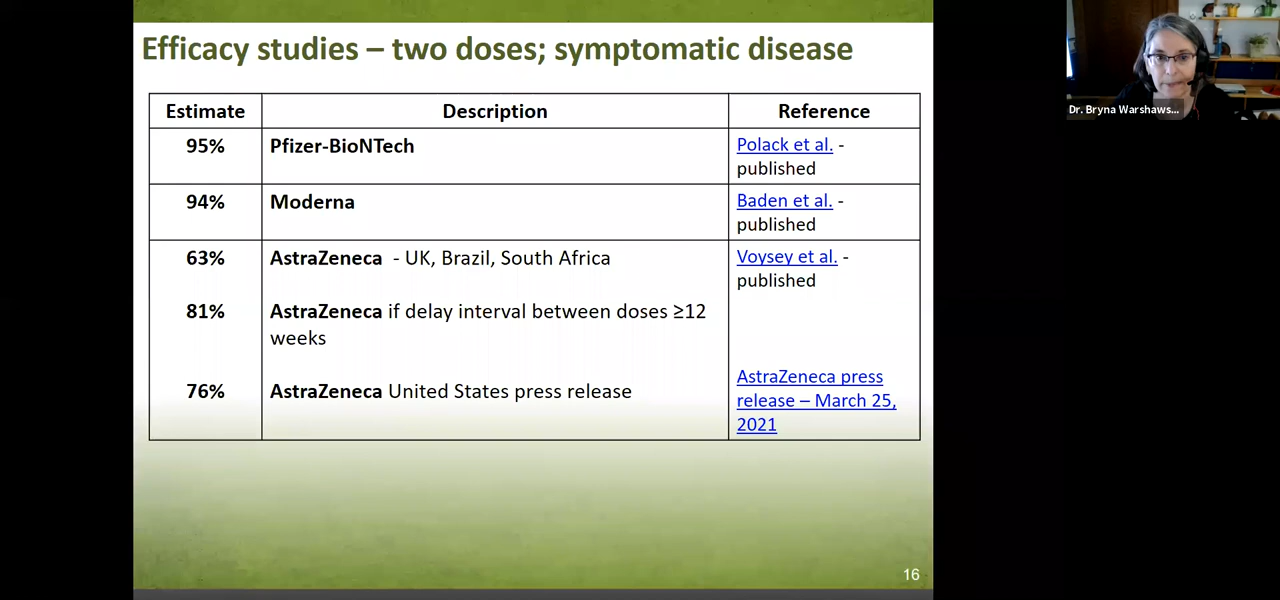 Efficacy studies – two doses; symptomatic disease
Estimate Description Reference
95% Pfizer-BioNTech Polack et al. -
published
94% Moderna Baden et al. -
published
63% AstraZeneca - UK, Brazil, South Africa Voysey et al. -
published
81% AstraZeneca if delay interval between doses ≥12
weeks
76% AstraZeneca United States press release AstraZeneca press
release – March 25,
2021
16
Dr. Bryna Warshaws...